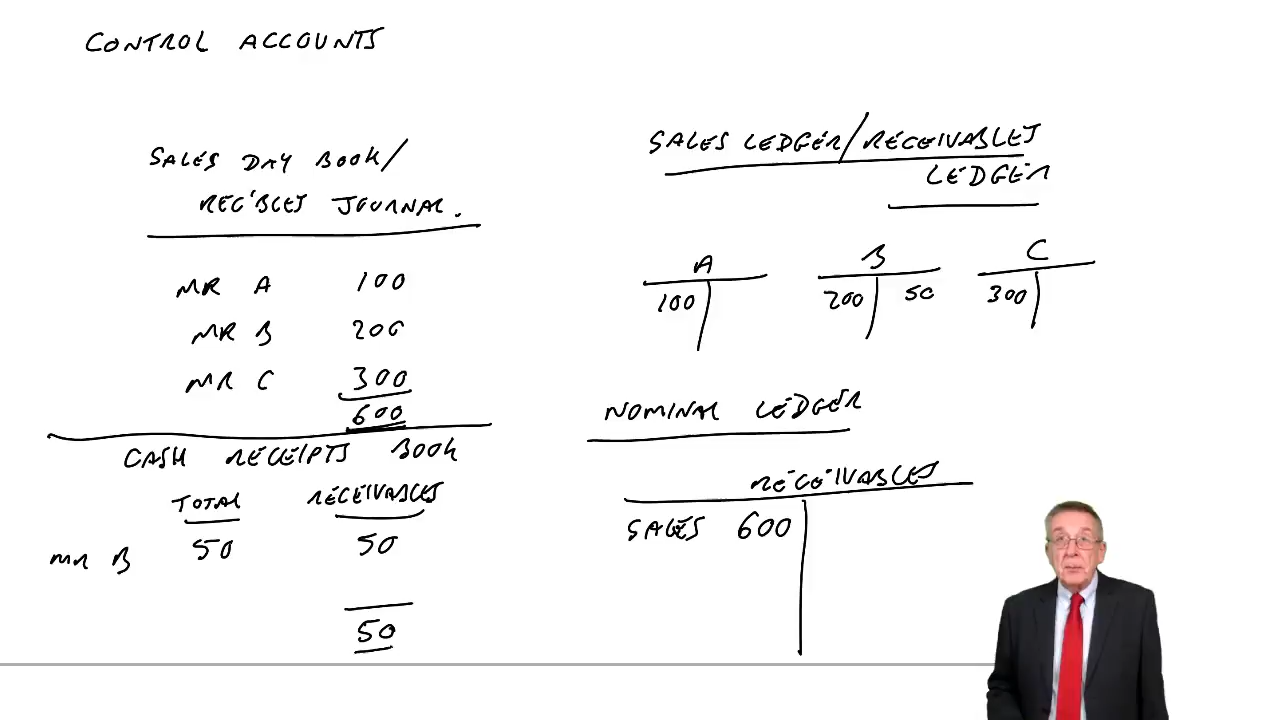 CONTROL ACCOUNTS
SALES DAY BOOK/
REC'BLES JOURNAL.
MR A 100
MR B 200
MR C 300
600
CASH RECEIPTS BOOK
TOTAL RECEIVABLES
MR B 50 50
50
SALES LEDGER/RECEIVABLES
LEDGER
A B C
100 200 50 300
NOMINAL LEDGER
RECEIVABLES
SALES 600